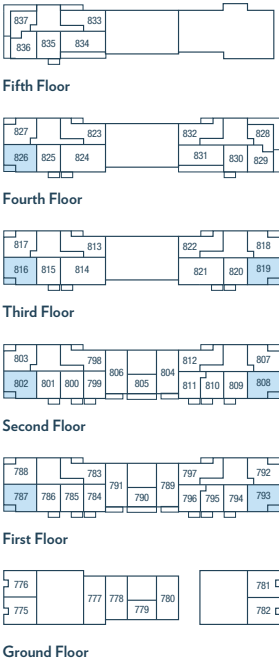 837 833
836 835 834
Fifth Floor
827 823 832 828
826 825 824 831 830 829
Fourth Floor
817 813 822 818
816 815 814 821 820 819
Third Floor
803 798 806 804 812 807
802 801 800 799 805 811 810 809 808
Second Floor
788 783 791 789 797 792
787 786 785 784 790 796 795 794 793
First Floor
776 777 778 780 781
775 779 782
Ground Floor